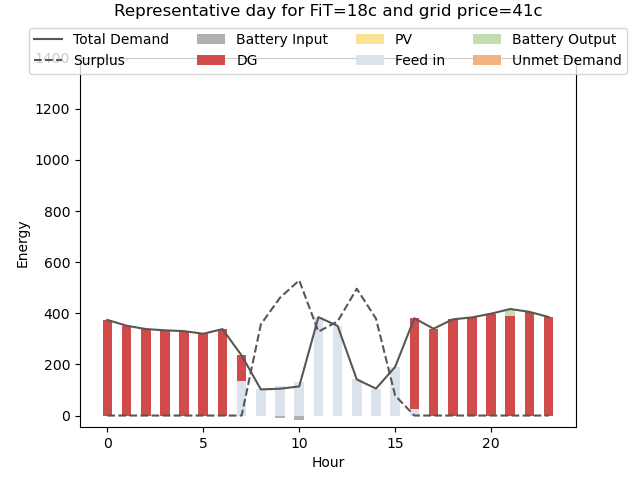 Representative day for FiT=18c and grid price=41c
Total Demand Battery Input PV Battery Output
Surplus DG Feed in Unmet Demand
1400
1200
1000
800
600
400
200
0
Energy
0 5 10 15 20
Hour